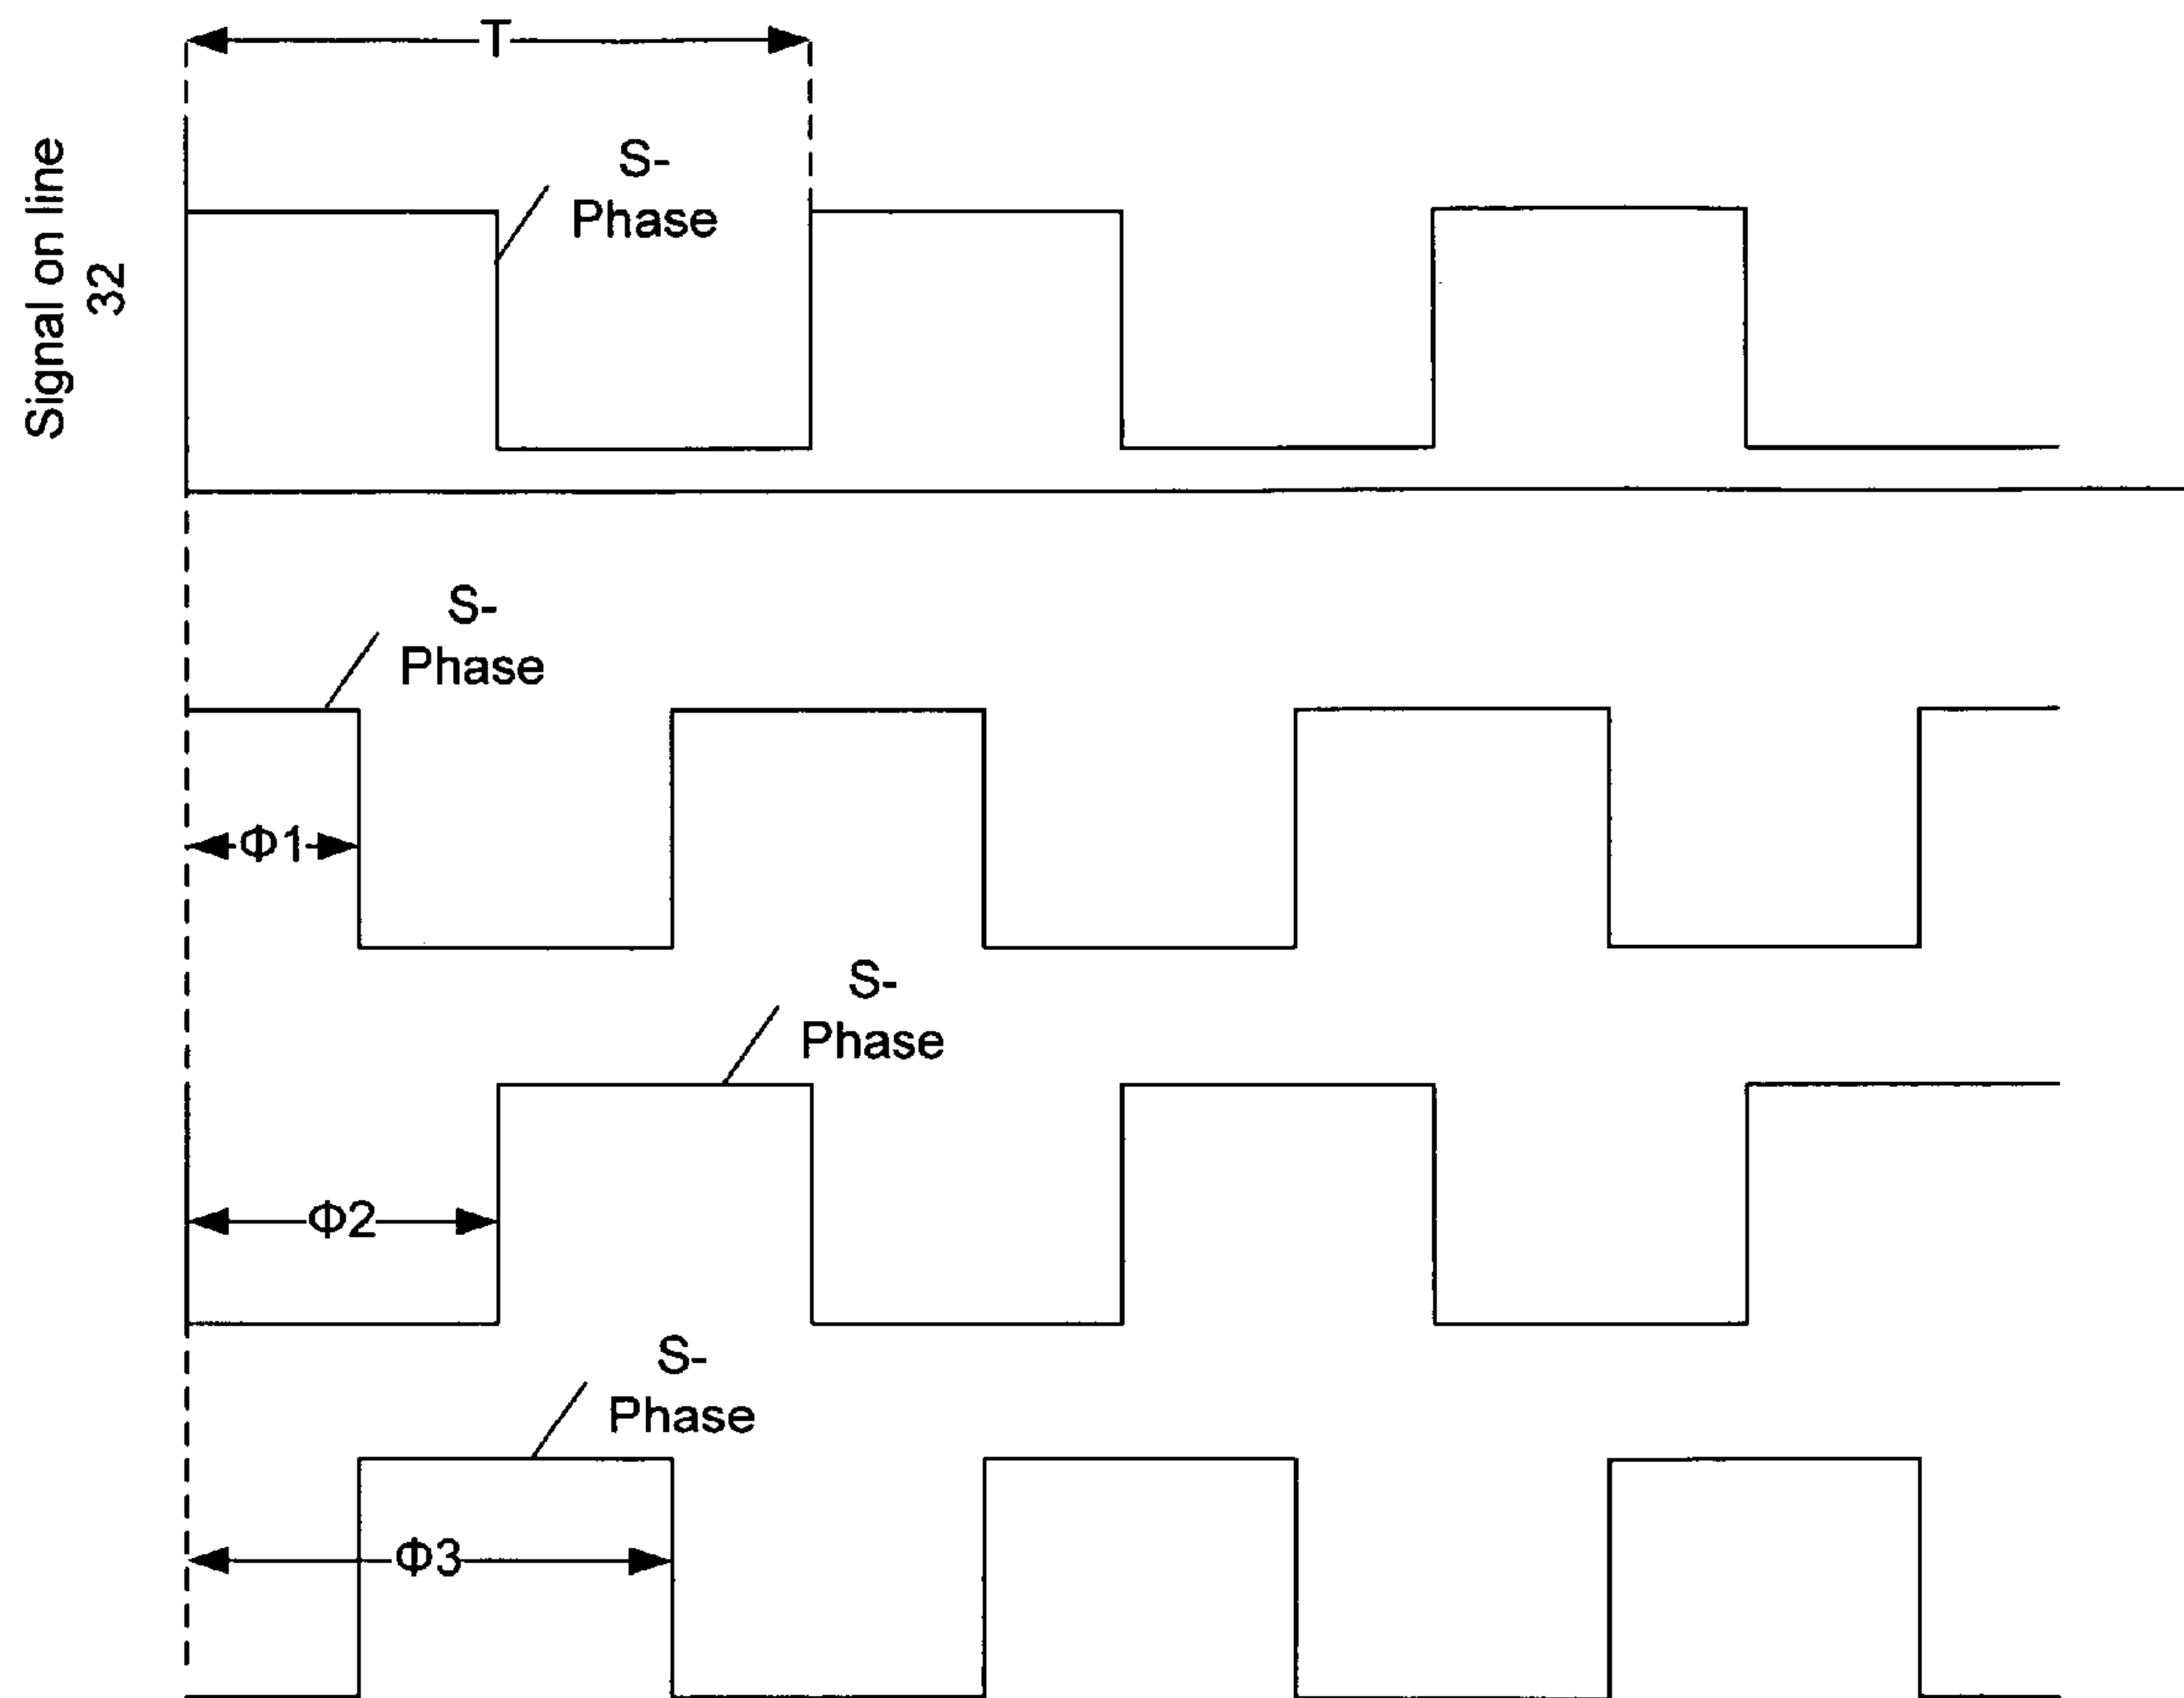 T
Signal on line
32
S-
Phase
S-
Phase
Φ1
S-
Phase
Φ2
S-
Phase
Φ3